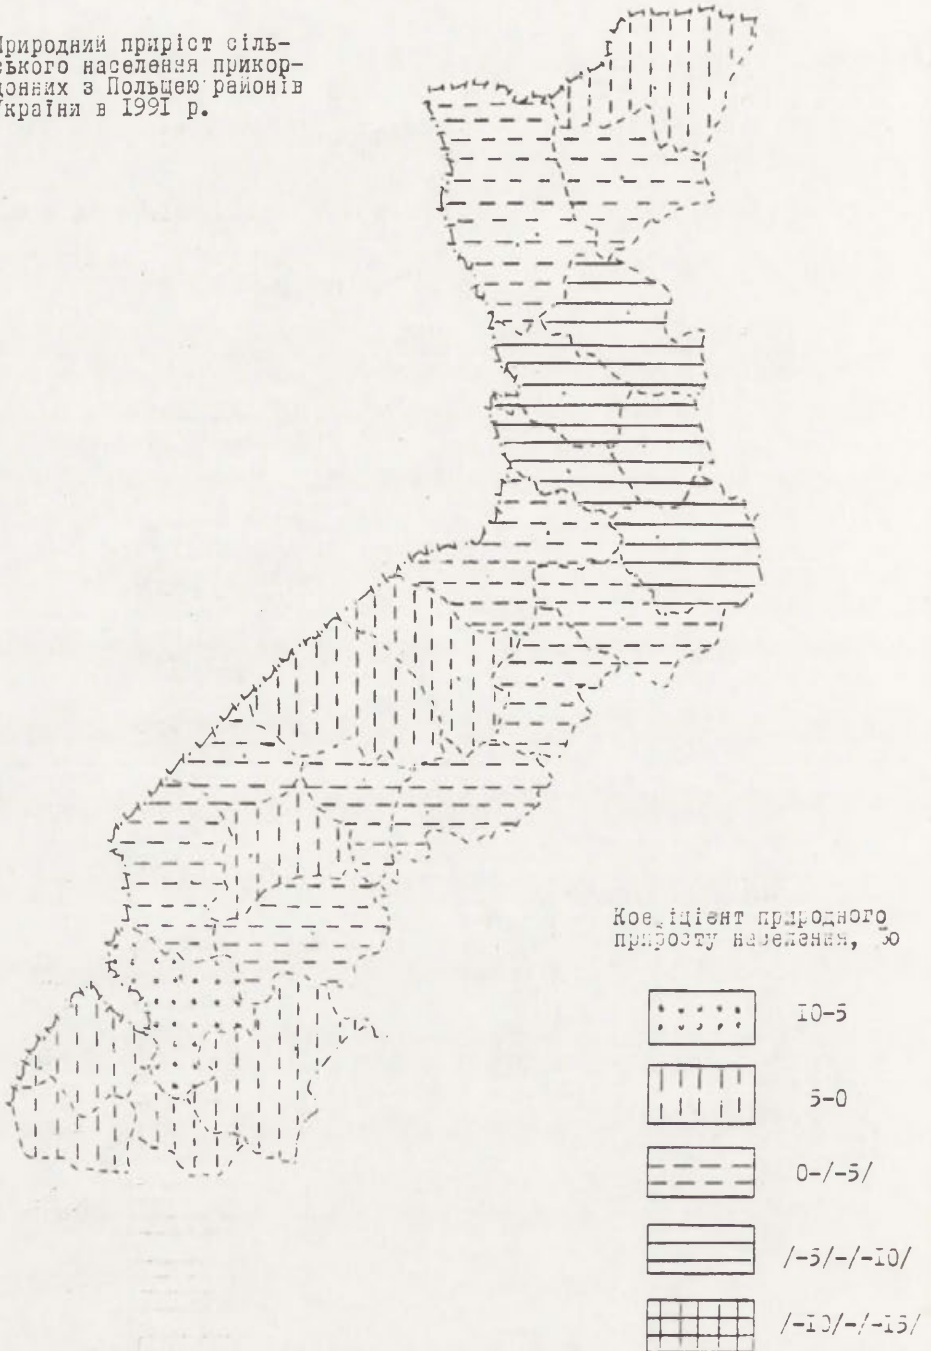 Природний приріст сіль-
ського населення прикор-
донних з Польщею районів
України в 1991 р.
Коефіцієнт природного
приросту населення, ‰
10-5
5-0
0-/-5/
/-5/-/-10/
/-10/-/-15/